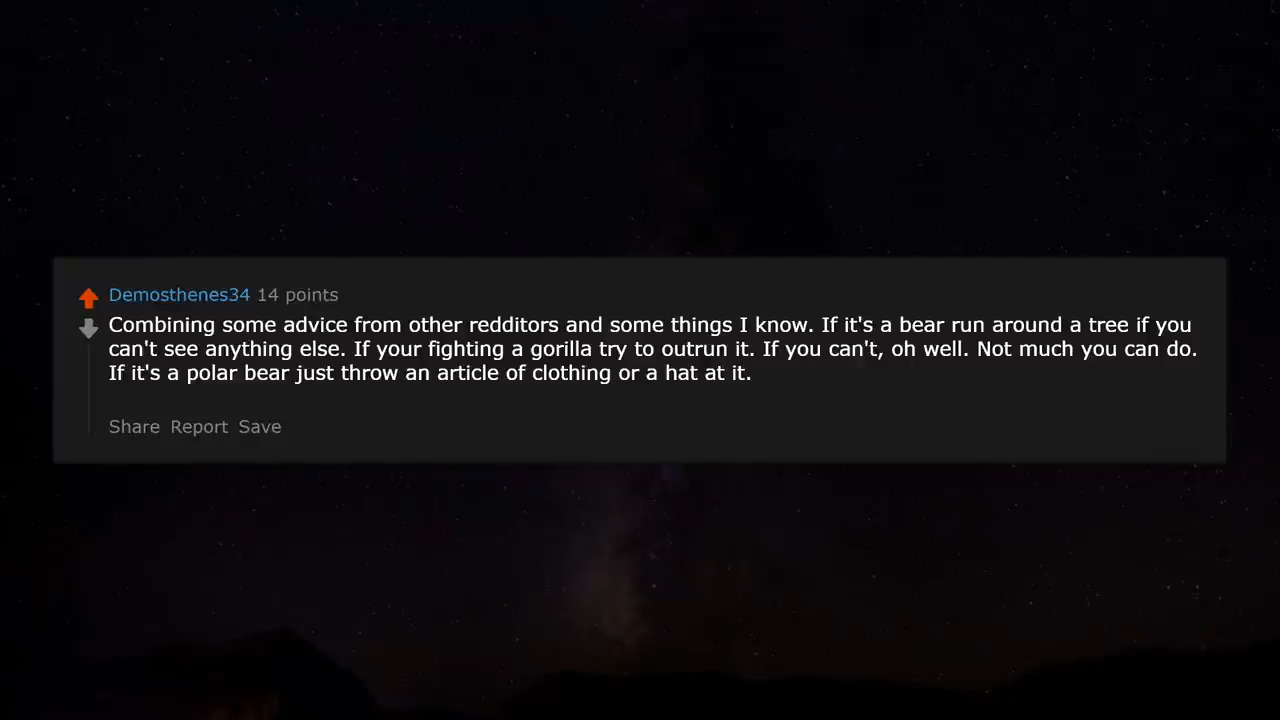 Demosthenes34 14 points
Combining some advice from other redditors and some things I know. If it's a bear run around a tree if you
can't see anything else. If your fighting a gorilla try to outrun it. If you can't, oh well. Not much you can do.
If it's a polar bear just throw an article of clothing or a hat at it.
Share Report Save